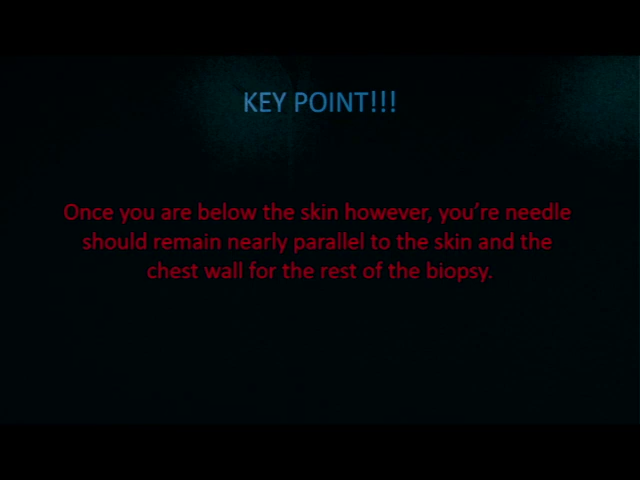 KEY POINT!!!
Once you are below the skin however, you’re needle
should remain nearly parallel to the skin and the
chest wall for the rest of the biopsy.